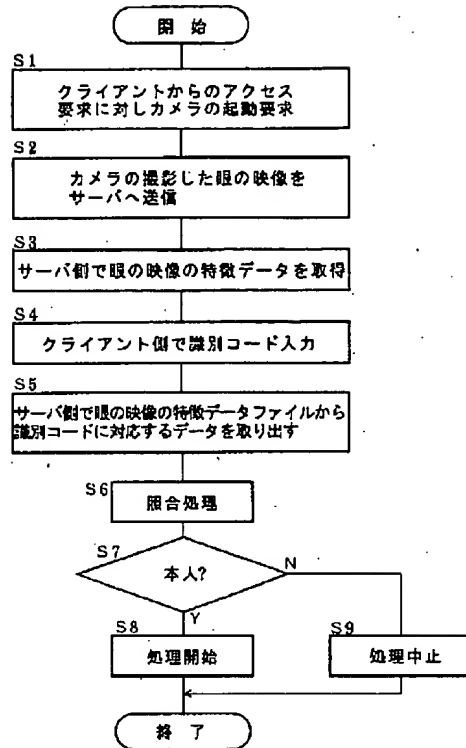 開始
S1
クライアントからのアクセス
要求に対しカメラの起動要求
S2
カメラの撮影した眼の映像を
サーバへ送信
S3
サーバ側で眼の映像の特徴データを取得
S4
クライアント側で識別コード入力
S5
サーバ側で眼の映像の特徴データファイルから
識別コードに対応するデータを取り出す
S6
照合処理
S7
本人?
N
Y
S8
処理開始
S9
処理中止
終了